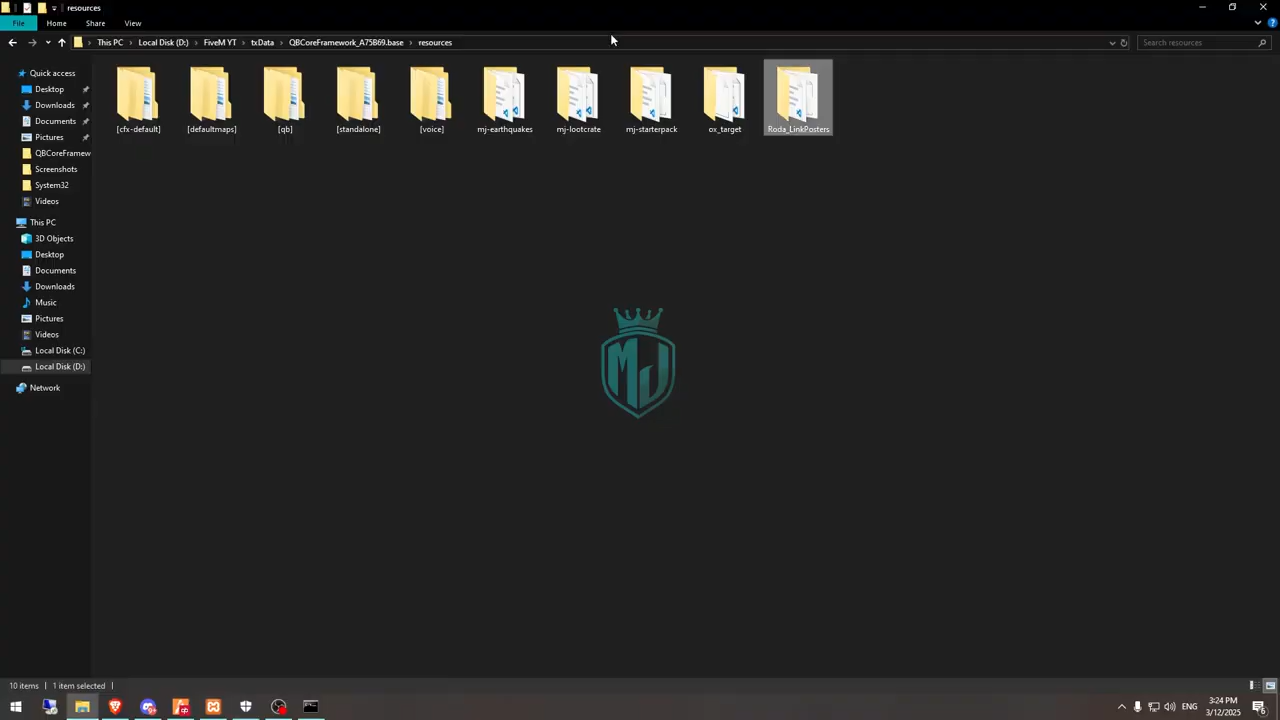 resources
File
Home
Share
View
This PC
Local Disk (D:)
FiveM YT
txData
QBCoreFramework_A75B69.base
resources
Search resources
Quick access
Desktop
Downloads
Documents
Pictures
QBCoreFramew
Screenshots
System32
Videos
This PC
3D Objects
Desktop
Documents
Downloads
Music
Pictures
Videos
Local Disk (C:)
Local Disk (D:)
Network
[cfx-default]
[defaultmaps]
[qb]
[standalone]
[voice]
mj-earthquakes
mj-lootcrate
mj-starterpack
ox_target
Roda_LinkPosters
MJ
10 items
1 item selected
ENG
3:24 PM
3/12/2025